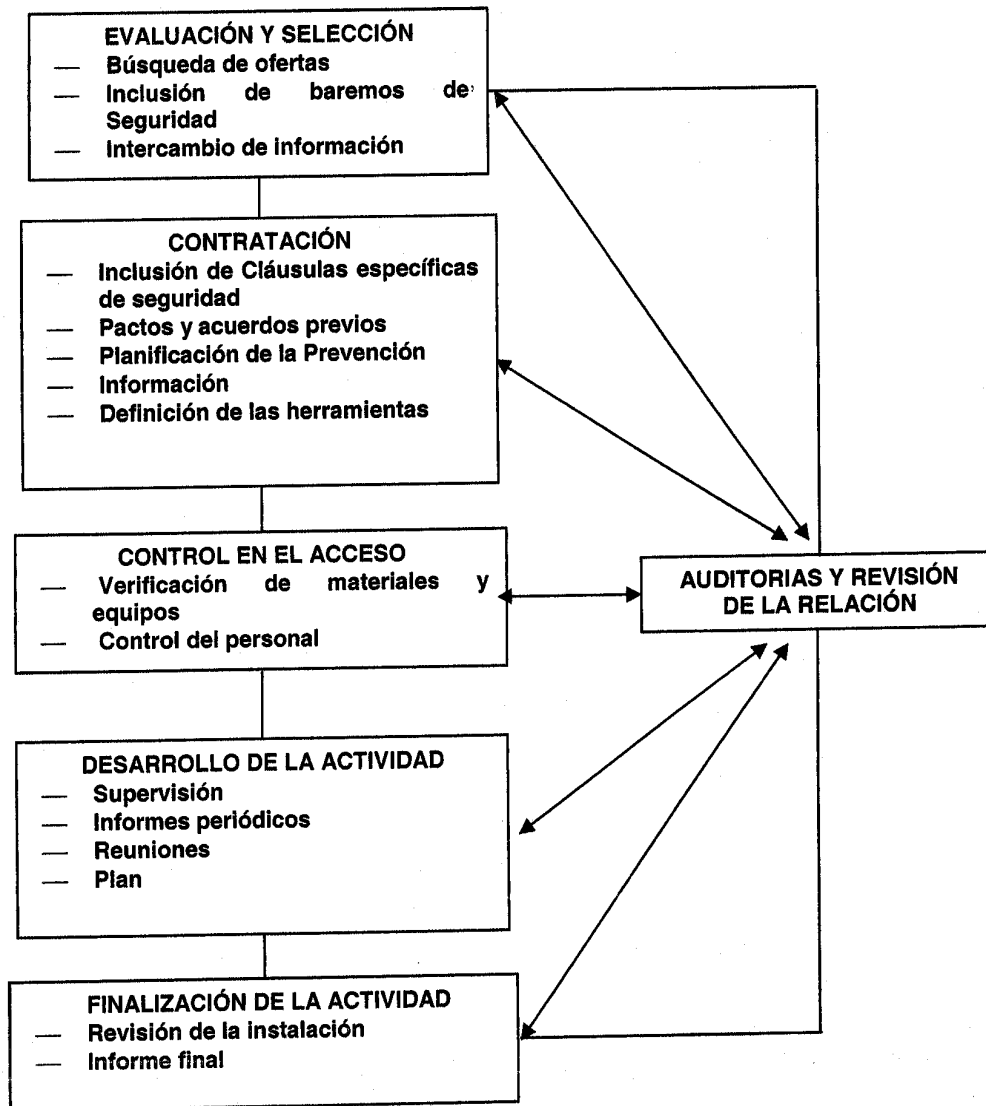 EVALUACIÓN Y SELECCIÓN
— Búsqueda de ofertas
— Inclusión de baremos de
Seguridad
— Intercambio de información
CONTRATACIÓN
— Inclusión de Cláusulas específicas
de seguridad
— Pactos y acuerdos previos
— Planificación de la Prevención
— Información
— Definición de las herramientas
CONTROL EN EL ACCESO
— Verificación de materiales y
equipos
— Control del personal
AUDITORIAS Y REVISIÓN
DE LA RELACIÓN
DESARROLLO DE LA ACTIVIDAD
— Supervisión
— Informes periódicos
— Reuniones
— Plan
FINALIZACIÓN DE LA ACTIVIDAD
— Revisión de la instalación
— Informe final